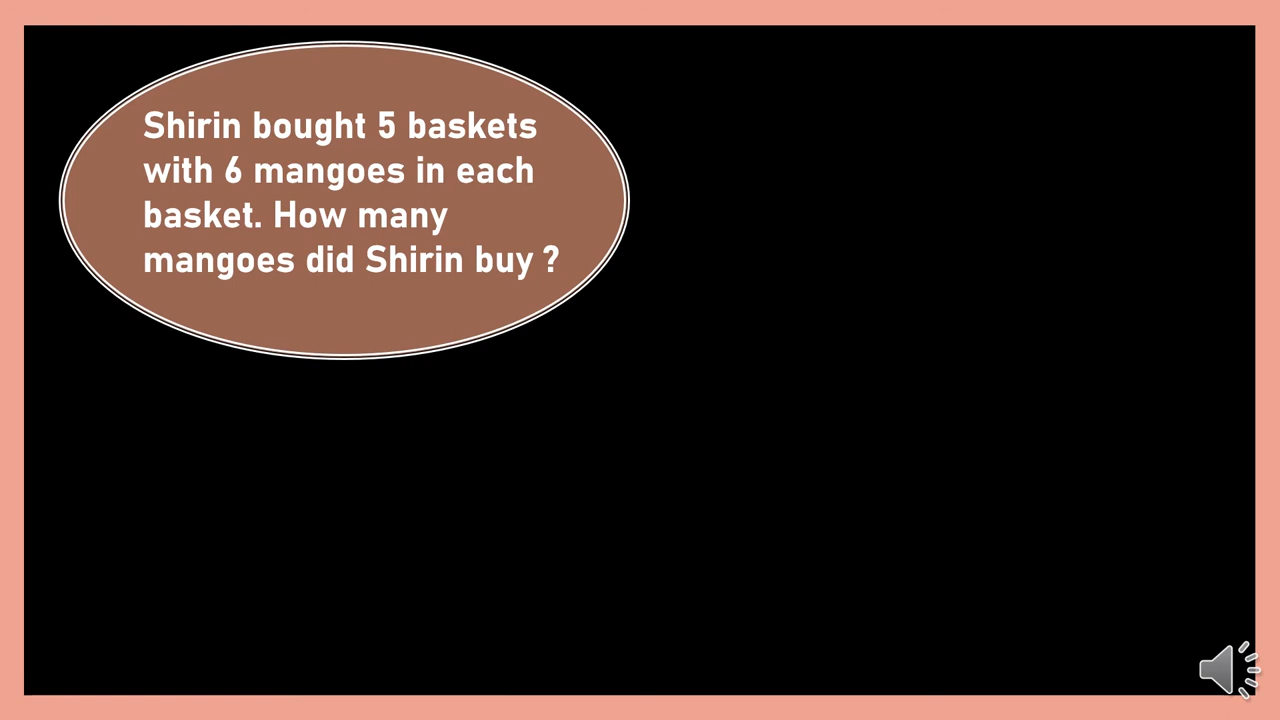 Shirin bought 5 baskets
with 6 mangoes in each
basket. How many
mangoes did Shirin buy ?